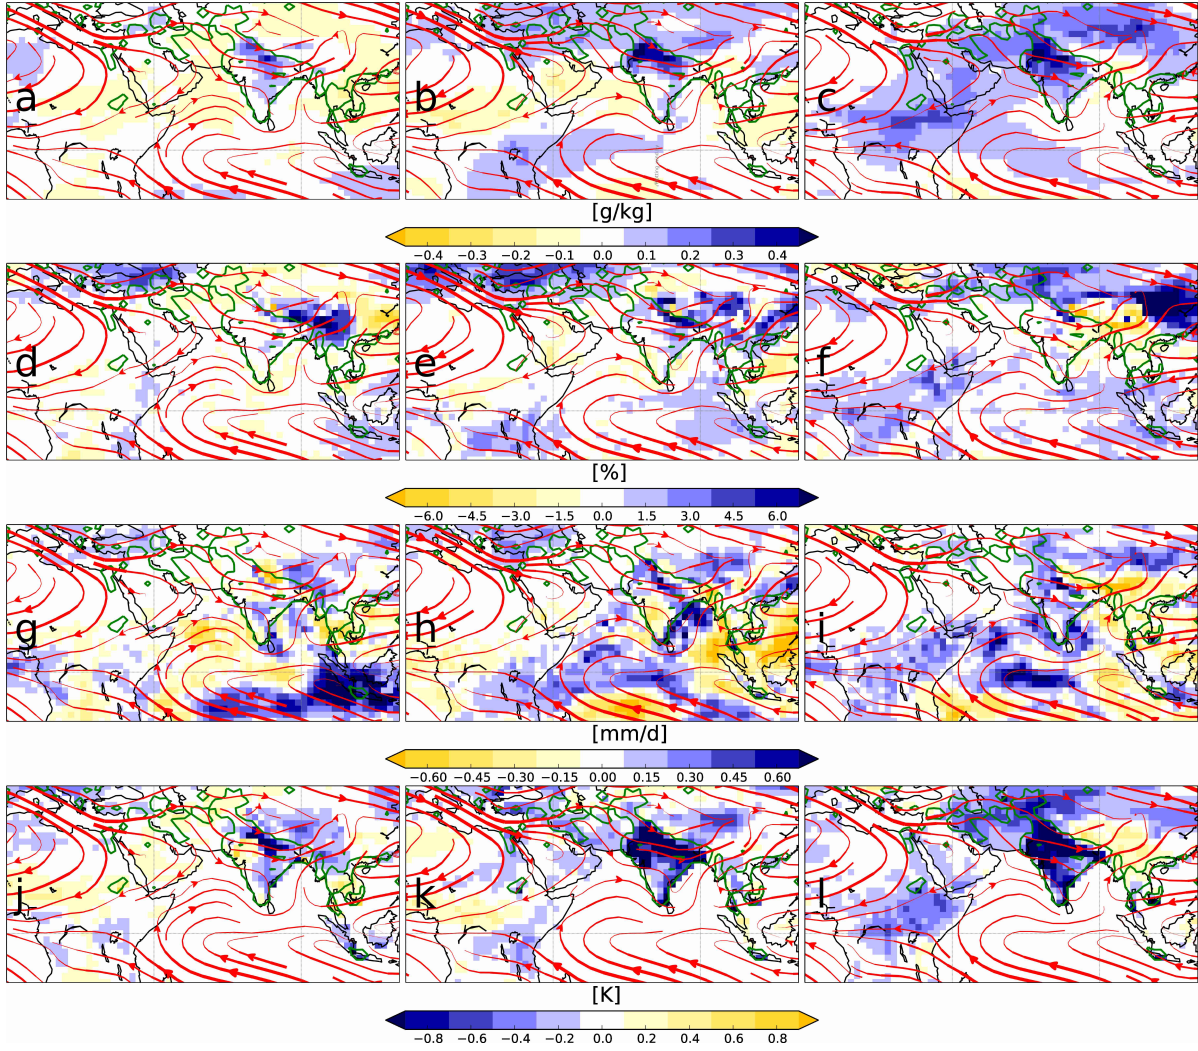 a b c
[g/kg]
−0.4 −0.3 −0.2 −0.1 0.0 0.1 0.2 0.3 0.4
d e f
[%]
−6.0 −4.5 −3.0 −1.5 0.0 1.5 3.0 4.5 6.0
g h i
[mm/d]
−0.60 −0.45 −0.30 −0.15 0.00 0.15 0.30 0.45 0.60
j k l
[K]
−0.8 −0.6 −0.4 −0.2 0.0 0.2 0.4 0.6 0.8